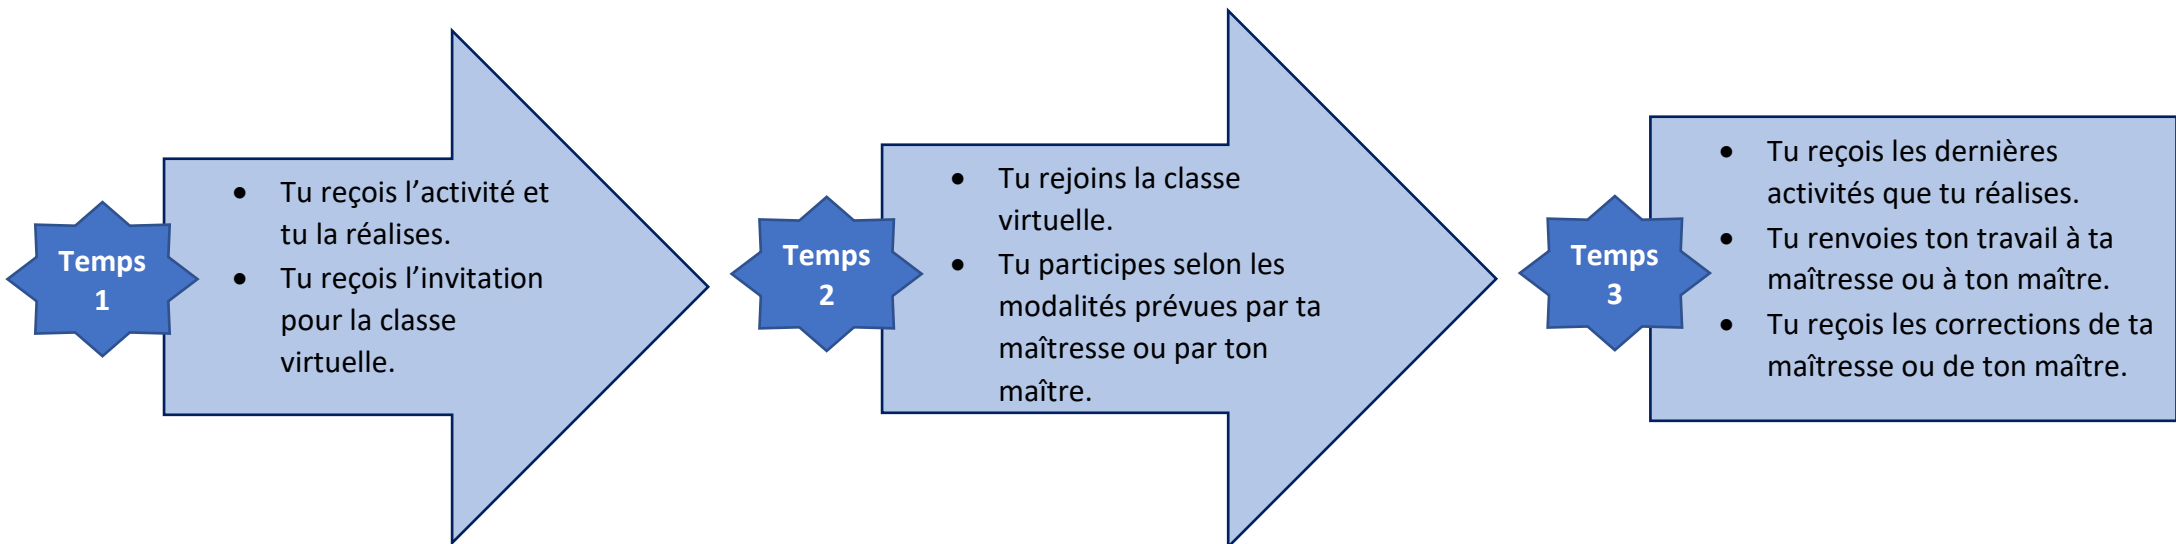 Temps
1
• Tu reçois l’activité et
tu la réalises.
• Tu reçois l’invitation
pour la classe
virtuelle.
Temps
2
• Tu rejoins la classe
virtuelle.
• Tu participes selon les
modalités prévues par ta
maîtresse ou par ton
maître.
Temps
3
• Tu reçois les dernières
activités que tu réalises.
• Tu renvoies ton travail à ta
maîtresse ou à ton maître.
• Tu reçois les corrections de ta
maîtresse ou de ton maître.